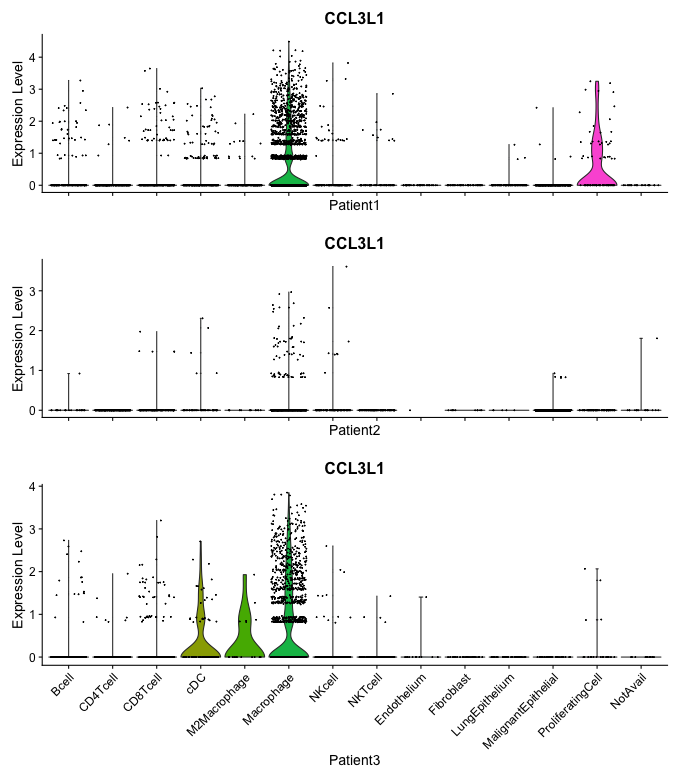 CCL3L1
Expression Level
4
3
2
1
0
Patient1
CCL3L1
Expression Level
3
2
1
0
Patient2
CCL3L1
Expression Level
4
3
2
1
0
Bcell
CD4Tcell
CD8Tcell
cDC
M2Macrophage
Macrophage
NKcell
NKTcell
Endothelium
Fibroblast
LungEpithelium
MalignantEpithelial
ProliferatingCell
NotAvail
Patient3